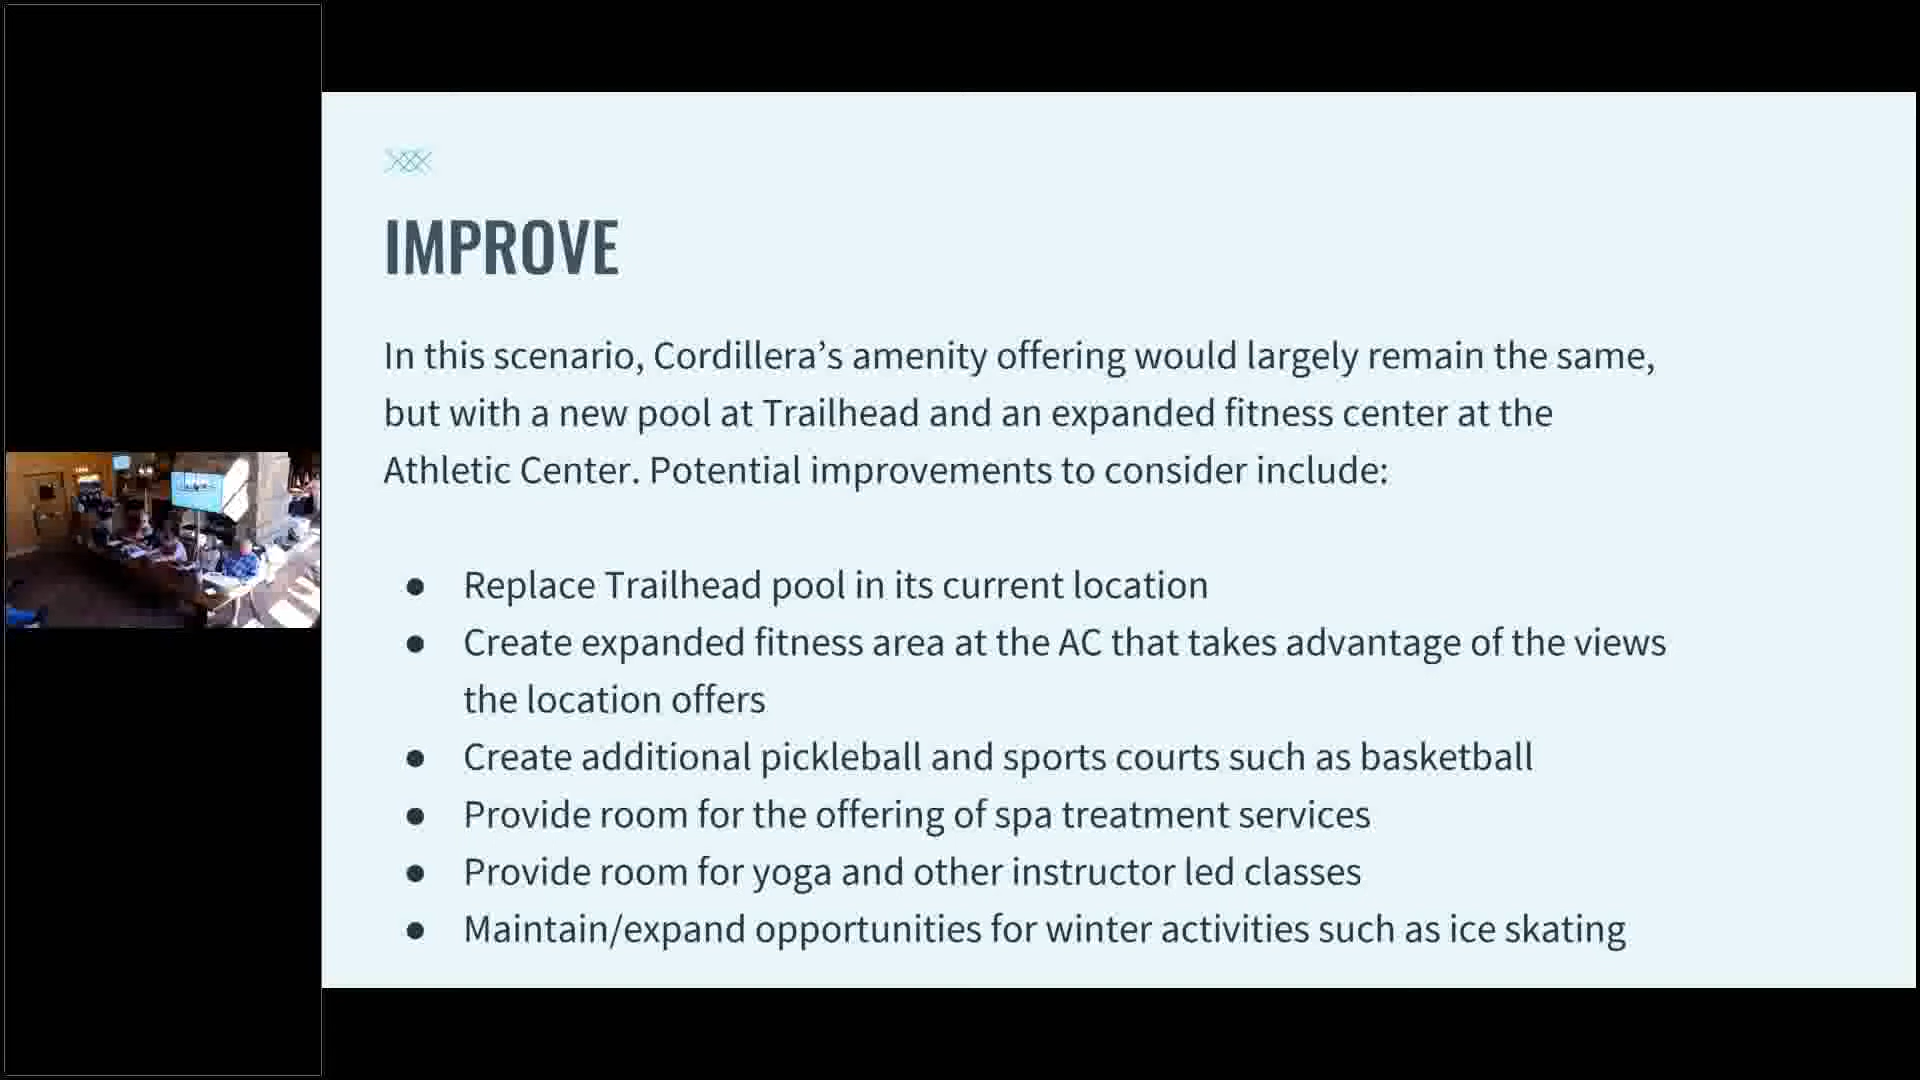 IMPROVE
In this scenario, Cordillera’s amenity offering would largely remain the same,
but with a new pool at Trailhead and an expanded fitness center at the
Athletic Center. Potential improvements to consider include:
● Replace Trailhead pool in its current location
● Create expanded fitness area at the AC that takes advantage of the views
the location offers
● Create additional pickleball and sports courts such as basketball
● Provide room for the offering of spa treatment services
● Provide room for yoga and other instructor led classes
● Maintain/expand opportunities for winter activities such as ice skating